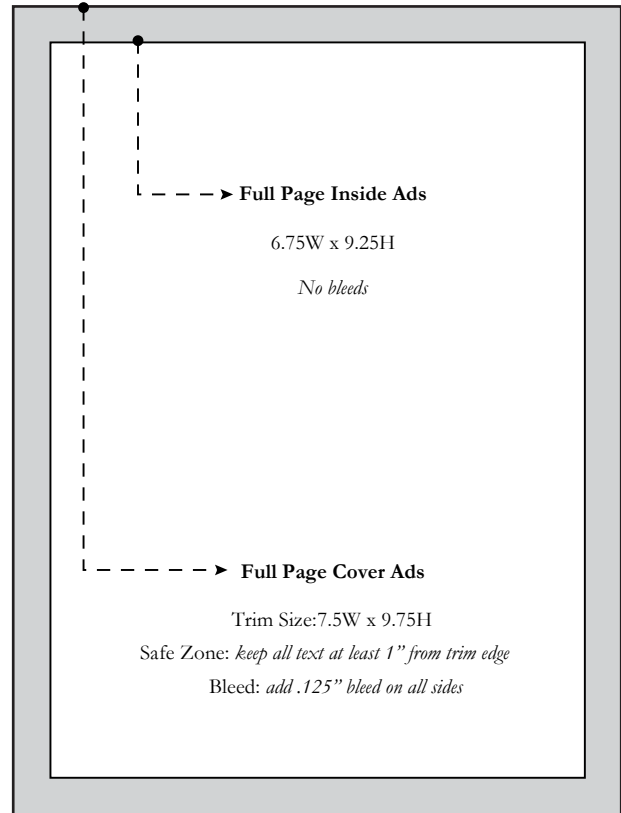 Full Page Inside Ads
6.75W x 9.25H
No bleeds
Full Page Cover Ads
Trim Size:7.5W x 9.75H
Safe Zone: keep all text at least 1” from trim edge
Bleed: add .125” bleed on all sides